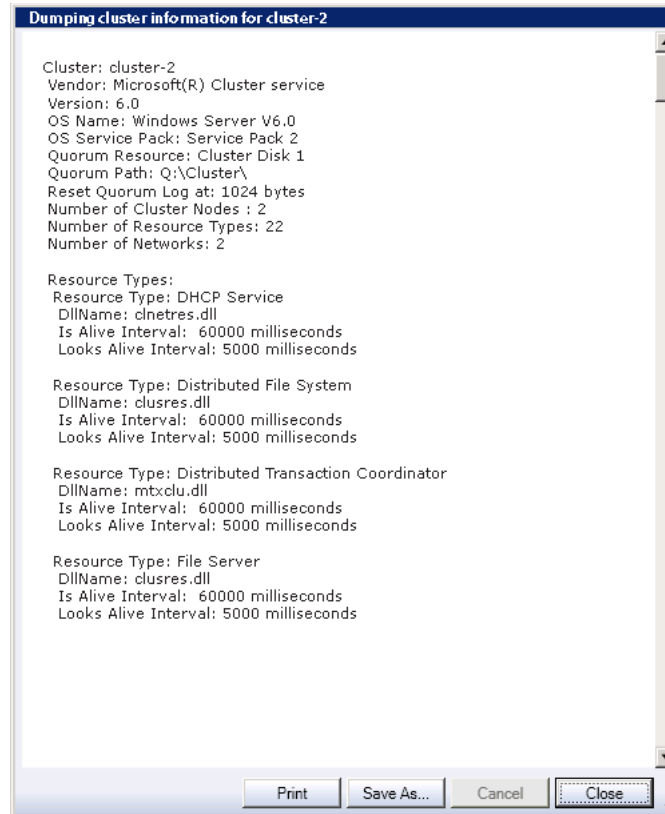 Dumping cluster information for cluster-2
Cluster: cluster-2
Vendor: Microsoft(R) Cluster service
Version: 6.0
OS Name: Windows Server V6.0
OS Service Pack: Service Pack 2
Quorum Resource: Cluster Disk 1
Quorum Path: Q:\Cluster\
Reset Quorum Log at: 1024 bytes
Number of Cluster Nodes : 2
Number of Resource Types: 22
Number of Networks: 2
Resource Types:
Resource Type: DHCP Service
DllName: clnetres.dll
Is Alive Interval:  60000 milliseconds
Looks Alive Interval: 5000 milliseconds
Resource Type: Distributed File System
DllName: clusres.dll
Is Alive Interval:  60000 milliseconds
Looks Alive Interval: 5000 milliseconds
Resource Type: Distributed Transaction Coordinator
DllName: mtxclu.dll
Is Alive Interval:  60000 milliseconds
Looks Alive Interval: 5000 milliseconds
Resource Type: File Server
DllName: clusres.dll
Is Alive Interval:  60000 milliseconds
Looks Alive Interval: 5000 milliseconds
Print Save As... Cancel Close